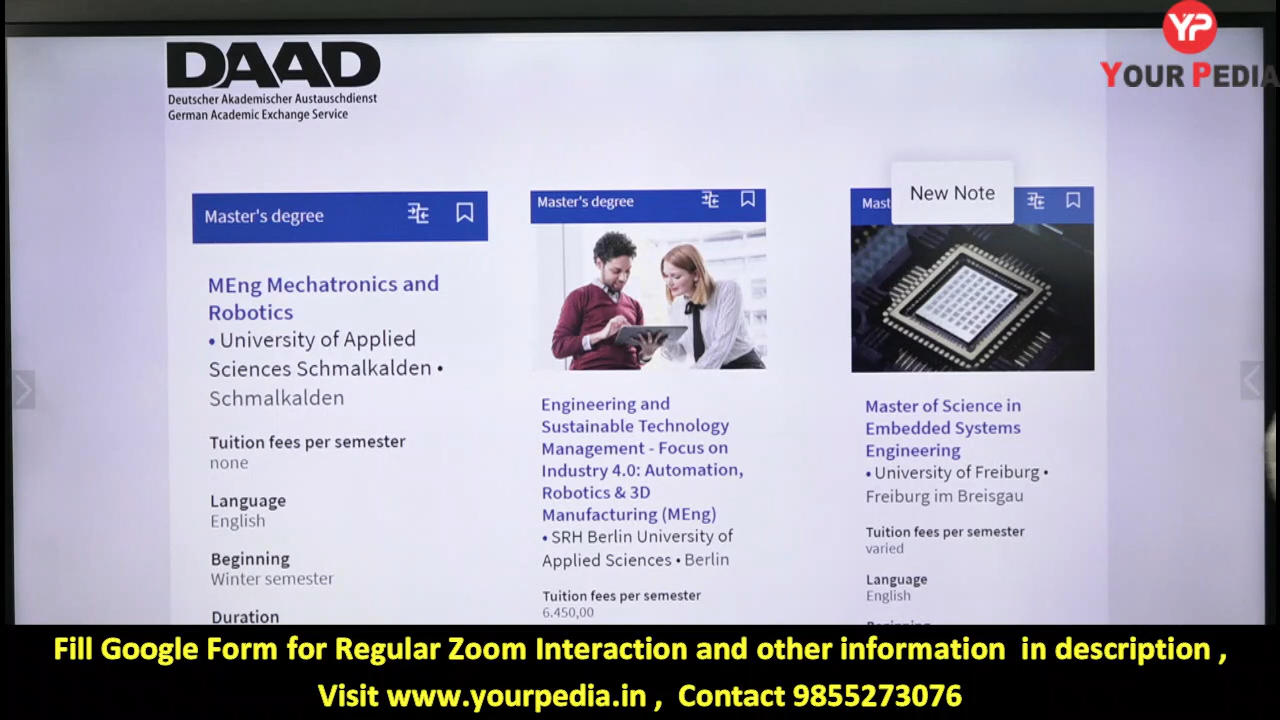 DAAD
Deutscher Akademischer Austauschdienst
German Academic Exchange Service
YP
YOUR PEDIA
Master's degree
MEng Mechatronics and
Robotics
• University of Applied
Sciences Schmalkalden •
Schmalkalden
Tuition fees per semester
none
Language
English
Beginning
Winter semester
Duration
Master's degree
Engineering and
Sustainable Technology
Management - Focus on
Industry 4.0: Automation,
Robotics & 3D
Manufacturing (MEng)
• SRH Berlin University of
Applied Sciences • Berlin
Tuition fees per semester
6.450,00
Mast
New Note
Master of Science in
Embedded Systems
Engineering
• University of Freiburg •
Freiburg im Breisgau
Tuition fees per semester
varied
Language
English
Fill Google Form for Regular Zoom Interaction and other information in description ,
Visit www.yourpedia.in , Contact 9855273076